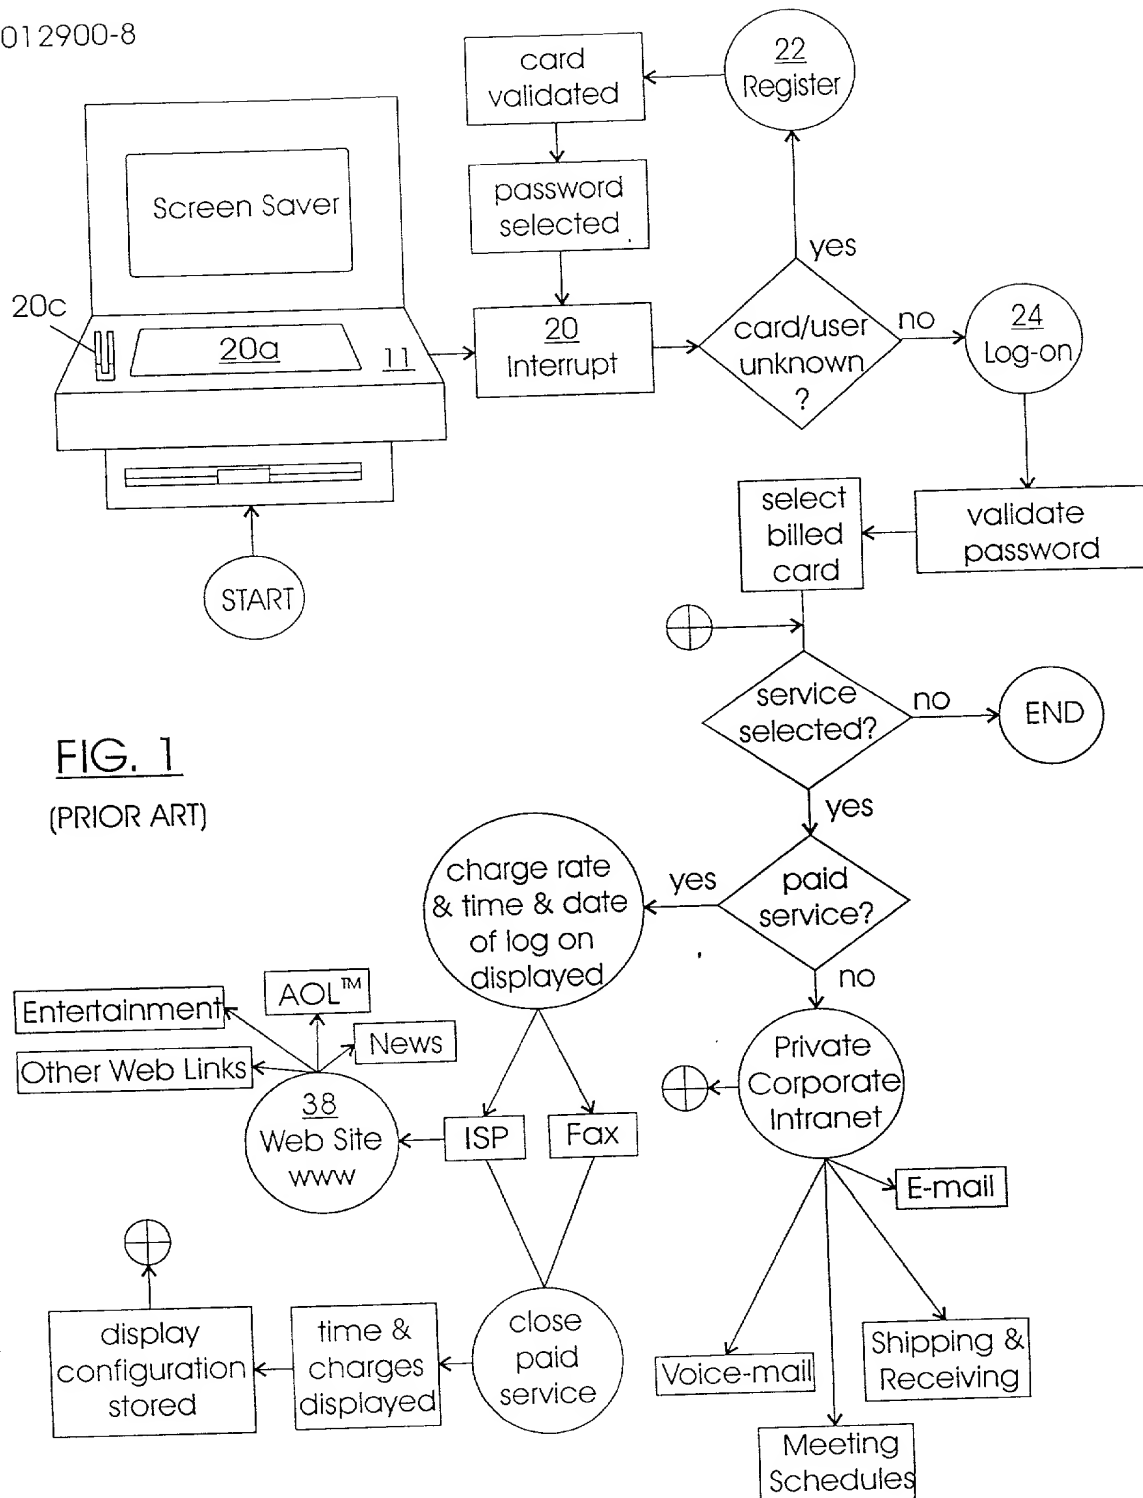 012900-8
card
validated
22
Register
Screen Saver
password
selected
yes
20c
20a
11
20
Interrupt
card/user
unknown
?
no
24
Log-on
select
billed
card
validate
password
START
service
selected?
no
END
FIG. 1
(PRIOR ART)
yes
charge rate
& time & date
of log on
displayed
yes
paid
service?
no
Entertainment
AOL™
News
Other Web Links
38
Web Site
www
ISP
Fax
Private
Corporate
Intranet
E-mail
display
configuration
stored
time &
charges
displayed
close
paid
service
Voice-mail
Shipping &
Receiving
Meeting
Schedules